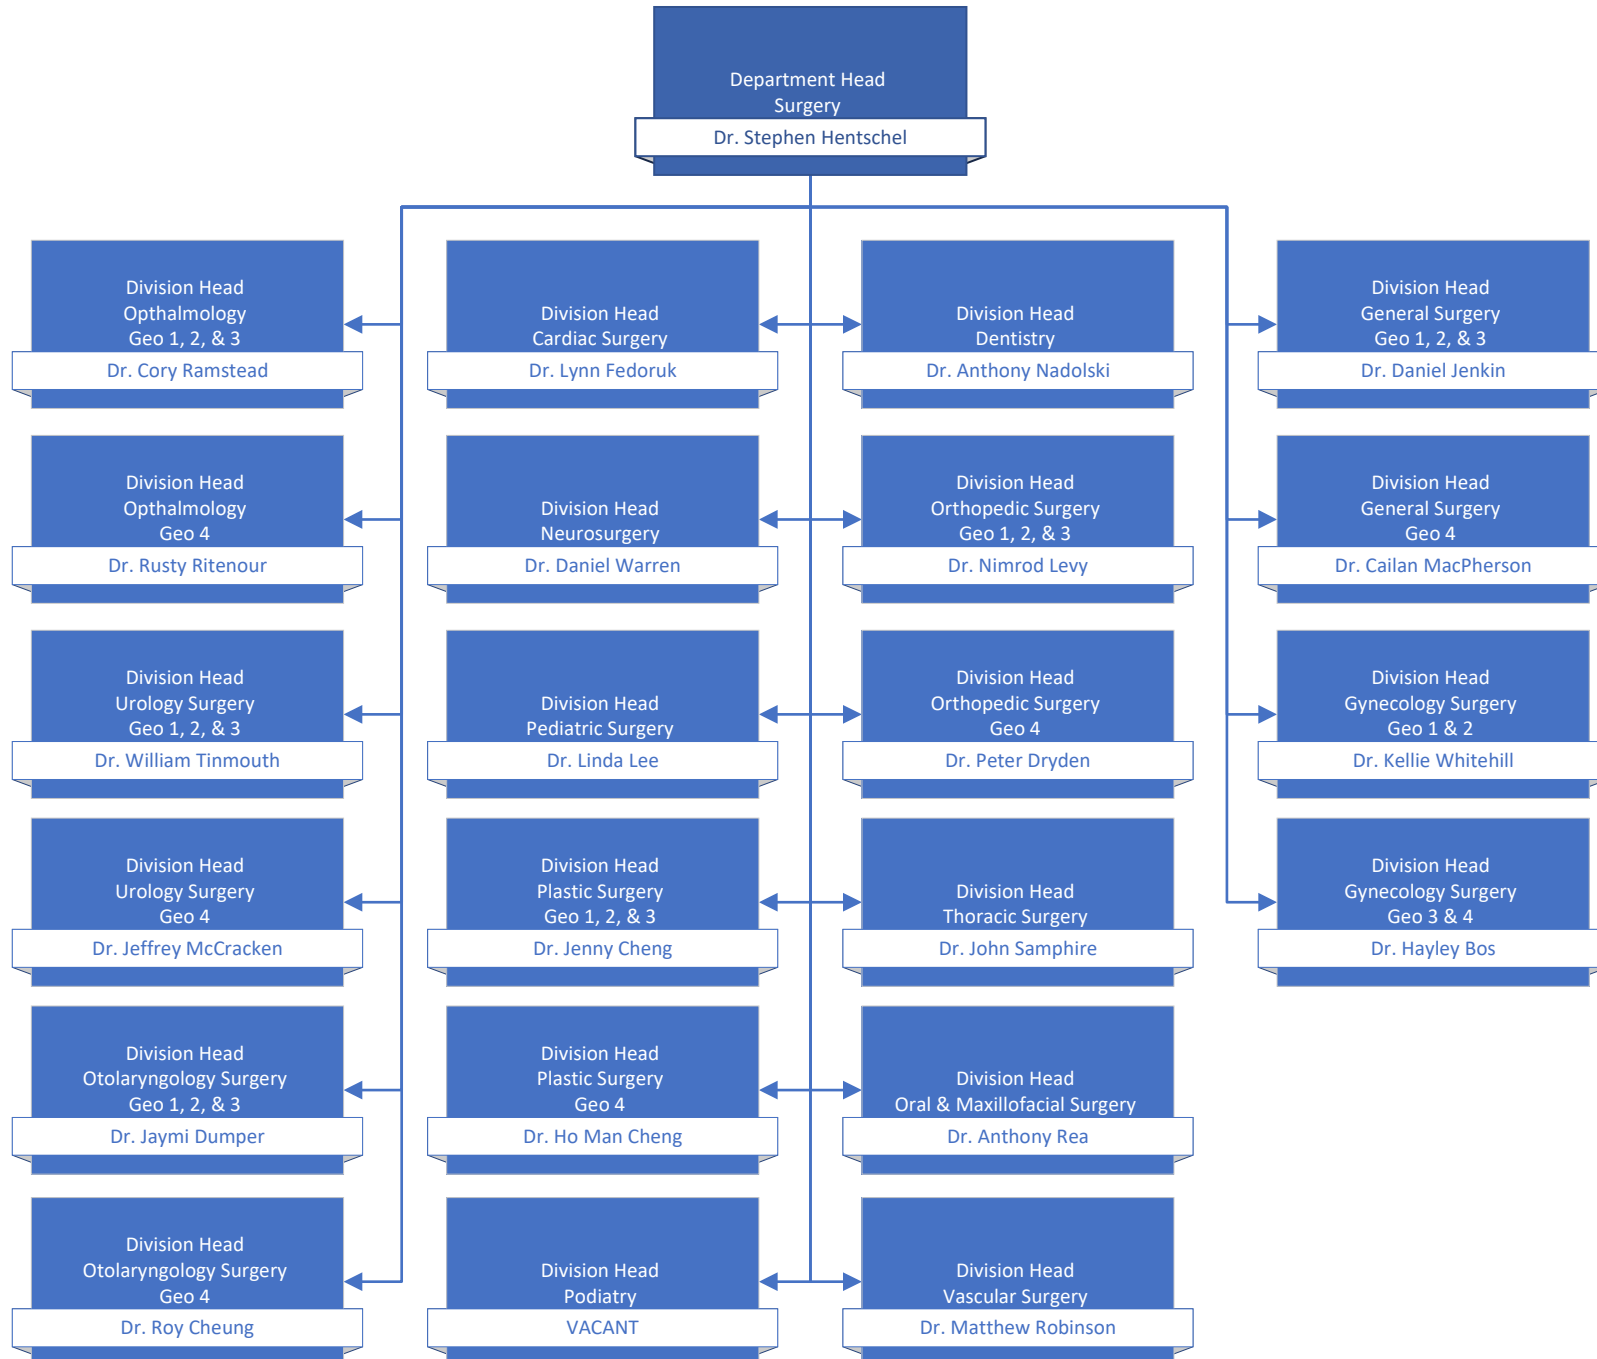 Department Head
Surgery
Dr. Stephen Hentschel
Division Head
Opthalmology
Geo 1, 2, & 3
Dr. Cory Ramstead
Division Head
Cardiac Surgery
Dr. Lynn Fedoruk
Division Head
Dentistry
Dr. Anthony Nadolski
Division Head
General Surgery
Geo 1, 2, & 3
Dr. Daniel Jenkin
Division Head
Opthalmology
Geo 4
Dr. Rusty Ritenour
Division Head
Neurosurgery
Dr. Daniel Warren
Division Head
Orthopedic Surgery
Geo 1, 2, & 3
Dr. Nimrod Levy
Division Head
General Surgery
Geo 4
Dr. Cailan MacPherson
Division Head
Urology Surgery
Geo 1, 2, & 3
Dr. William Tinmouth
Division Head
Pediatric Surgery
Dr. Linda Lee
Division Head
Orthopedic Surgery
Geo 4
Dr. Peter Dryden
Division Head
Gynecology Surgery
Geo 1 & 2
Dr. Kellie Whitehill
Division Head
Urology Surgery
Geo 4
Dr. Jeffrey McCracken
Division Head
Plastic Surgery
Geo 1, 2, & 3
Dr. Jenny Cheng
Division Head
Thoracic Surgery
Dr. John Samphire
Division Head
Gynecology Surgery
Geo 3 & 4
Dr. Hayley Bos
Division Head
Otolaryngology Surgery
Geo 1, 2, & 3
Dr. Jaymi Dumper
Division Head
Plastic Surgery
Geo 4
Dr. Ho Man Cheng
Division Head
Oral & Maxillofacial Surgery
Dr. Anthony Rea
Division Head
Otolaryngology Surgery
Geo 4
Dr. Roy Cheung
Division Head
Podiatry
VACANT
Division Head
Vascular Surgery
Dr. Matthew Robinson